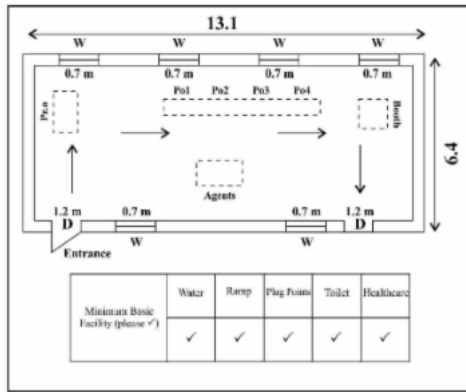 13.1
W W W W
0.7 m 0.7 m 0.7 m 0.7 m
Po1 Po2 Po3 Po4
Pr.o
Booth
6.4
Agents
1.2 m 0.7 m 0.7 m 1.2 m
D D
W W
Entrance
Minimum Basic
Facility (please ✓)
Water Ramp Plug Points Toilet Healthcare
✓ ✓ ✓ ✓ ✓